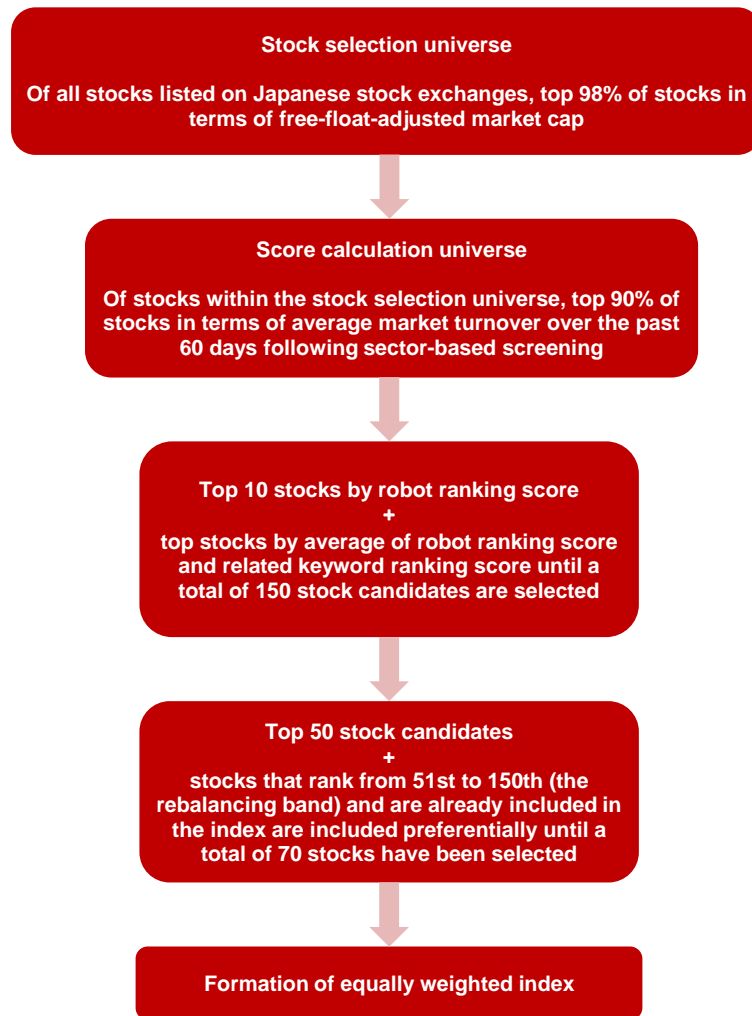 Stock selection universe
Of all stocks listed on Japanese stock exchanges, top 98% of stocks in
terms of free-float-adjusted market cap
Score calculation universe
Of stocks within the stock selection universe, top 90% of
stocks in terms of average market turnover over the past
60 days following sector-based screening
Top 10 stocks by robot ranking score
+
top stocks by average of robot ranking score
and related keyword ranking score until a
total of 150 stock candidates are selected
Top 50 stock candidates
+
stocks that rank from 51st to 150th (the
rebalancing band) and are already included in
the index are included preferentially until a
total of 70 stocks have been selected
Formation of equally weighted index